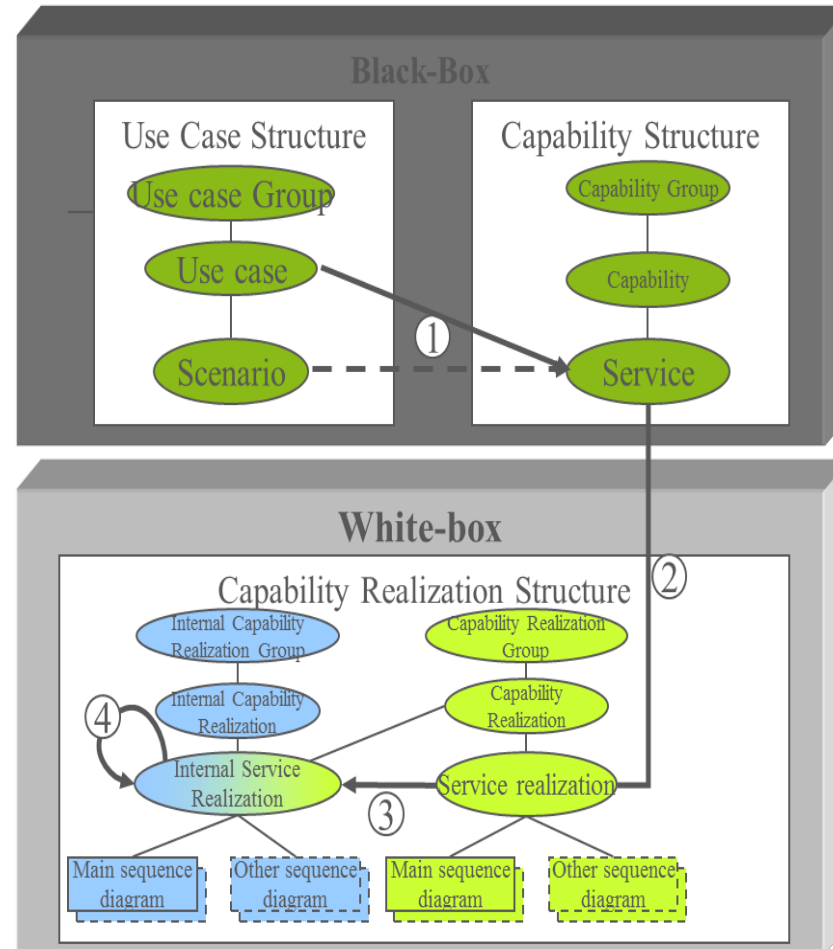 Black-Box
Use Case Structure
Use case Group
Use case
Scenario
Capability Structure
Capability Group
Capability
Service
1
2
White-box
Capability Realization Structure
Internal Capability
Realization Group
Internal Capability
Realization
Internal Service
Realization
4
Capability Realization
Group
Capability
Realization
Service realization
3
Main sequence
diagram
Other sequence
diagram
Main sequence
diagram
Other sequence
diagram